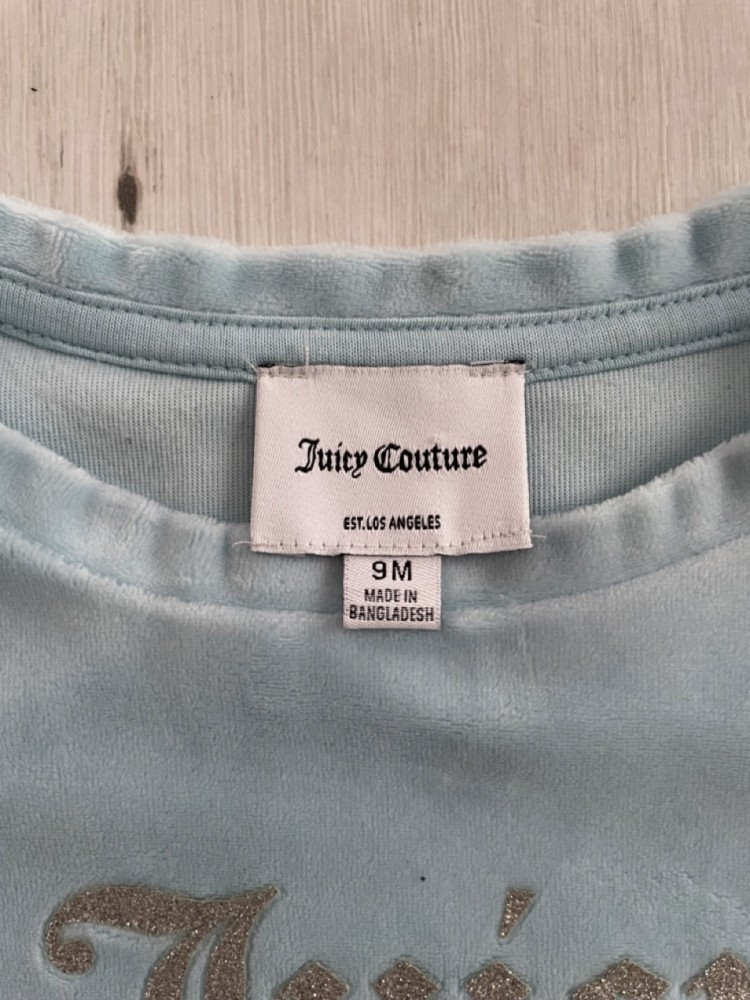 Juicy Couture
EST. LOS ANGELES
9M
MADE IN
BANGLADESH